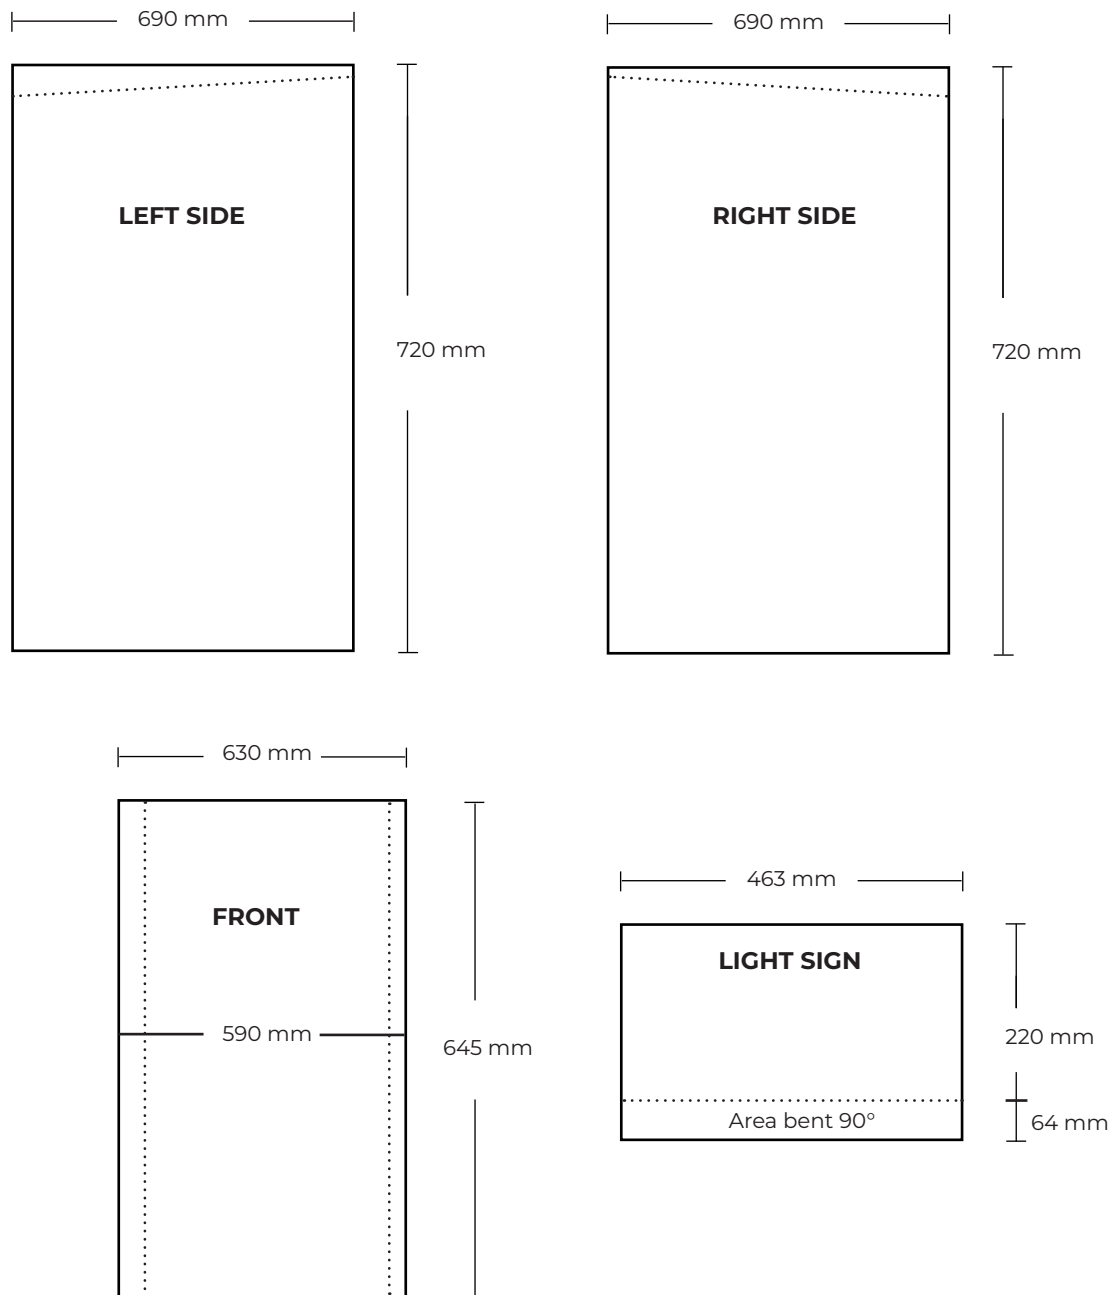 690 mm
690 mm
LEFT SIDE
RIGHT SIDE
720 mm
720 mm
630 mm
463 mm
FRONT
LIGHT SIGN
590 mm
645 mm
220 mm
Area bent 90°
64 mm